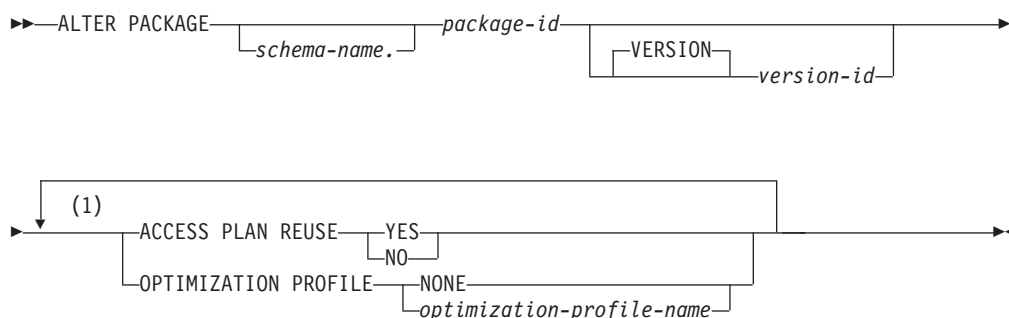 ALTER PACKAGE schema-name. package-id VERSION version-id
(1)
ACCESS PLAN REUSE YES
NO
OPTIMIZATION PROFILE NONE
optimization-profile-name